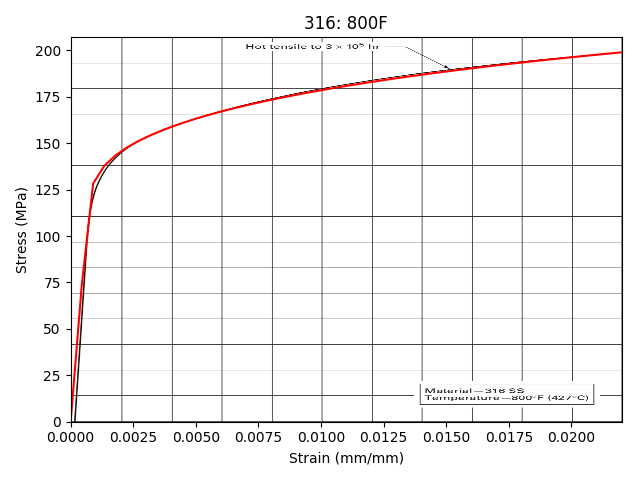 316: 800F
Hot tensile to 3 × 10⁵ hr
Stress (MPa)
200
175
150
125
100
75
50
25
0
Material—316 SS
Temperature—800°F (427°C)
0.0000 0.0025 0.0050 0.0075 0.0100 0.0125 0.0150 0.0175 0.0200
Strain (mm/mm)